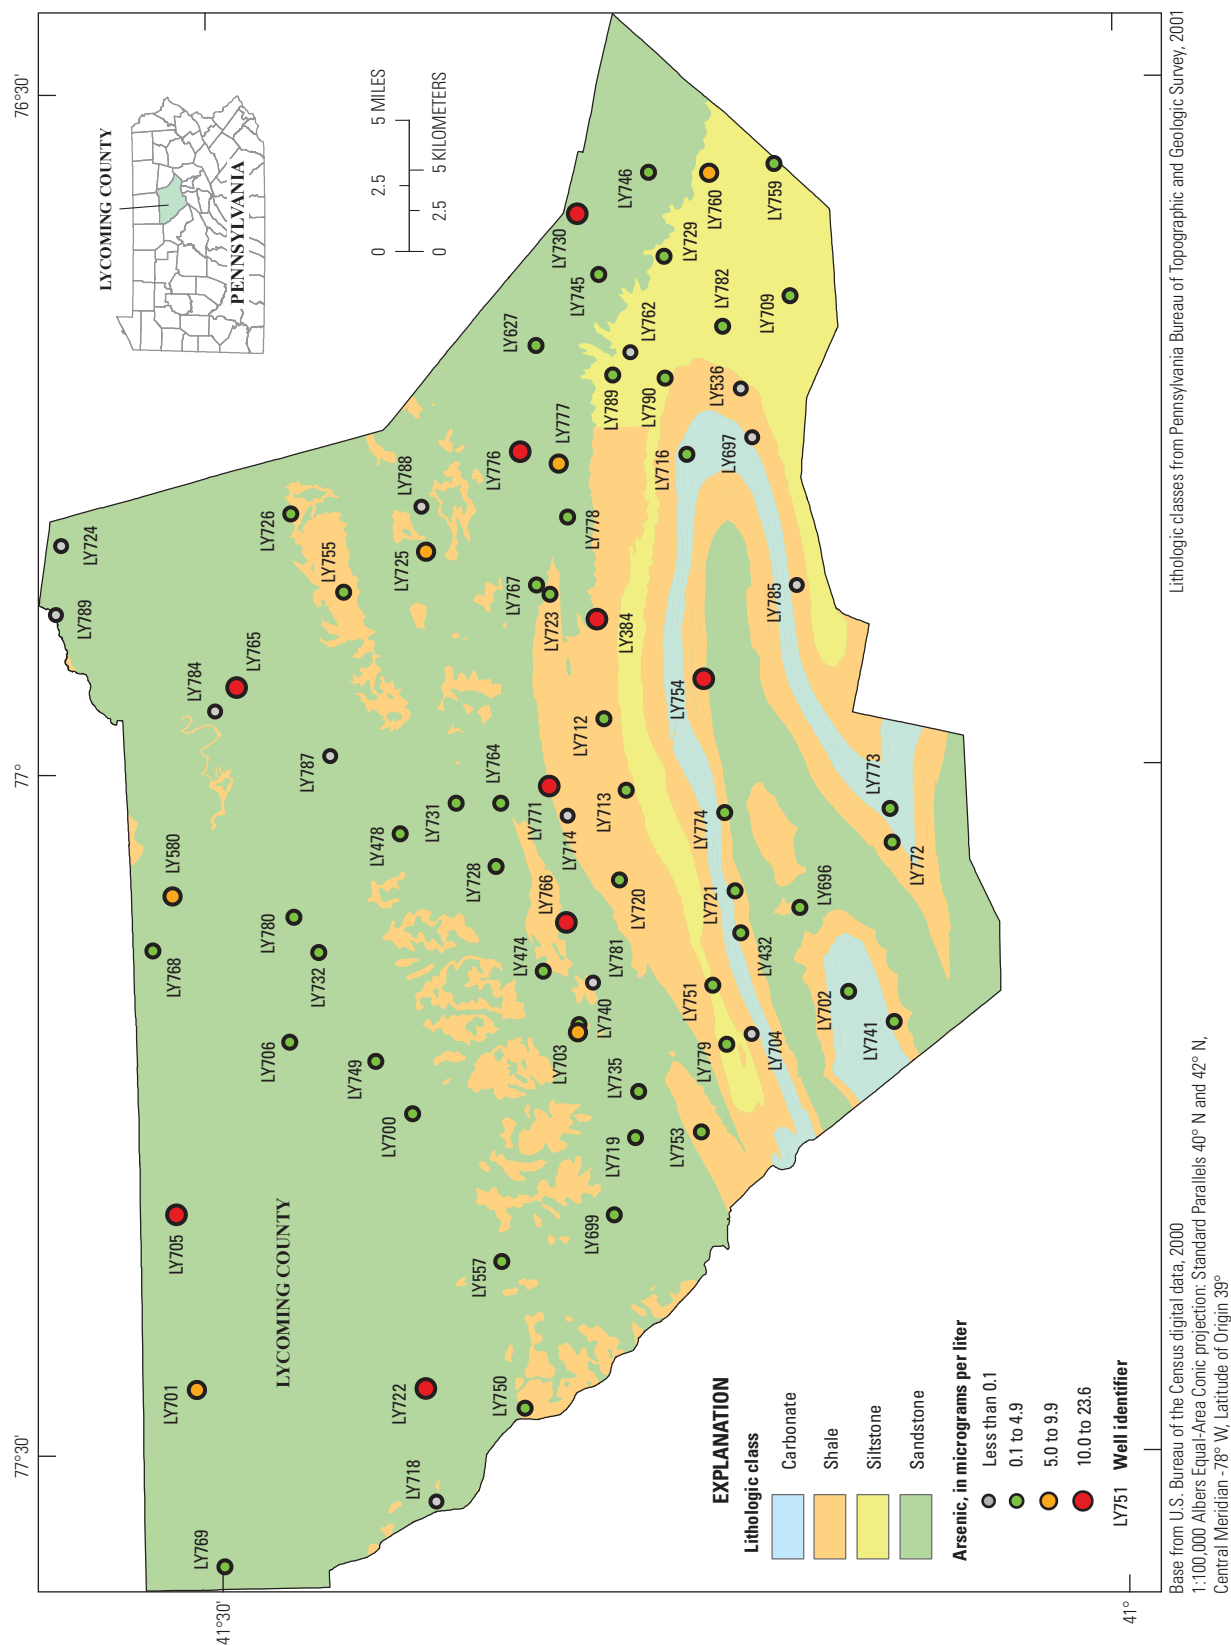 77°30'
77°
76°30'
41°30'
41°
LYCOMING COUNTY
PENNSYLVANIA
0 2.5 5 MILES
0 2.5 5 KILOMETERS
LYCOMING COUNTY
LY769
LY701
LY705
LY768
LY580
LY784
LY765
LY789
LY724
LY718
LY722
LY706
LY732
LY780
LY787
LY755
LY726
LY749
LY700
LY478
LY731
LY764
LY728
LY725
LY788
LY750
LY557
LY699
LY719
LY735
LY703
LY740
LY781
LY474
LY766
LY714
LY771
LY723
LY767
LY778
LY777
LY776
LY627
LY745
LY730
LY746
LY753
LY779
LY751
LY720
LY713
LY712
LY384
LY789
LY762
LY790
LY729
LY760
LY759
LY782
LY709
LY704
LY432
LY721
LY774
LY754
LY716
LY697
LY536
LY785
LY702
LY741
LY696
LY772
LY773
EXPLANATION
Lithologic class
Carbonate
Shale
Siltstone
Sandstone
Arsenic, in micrograms per liter
Less than 0.1
0.1 to 4.9
5.0 to 9.9
10.0 to 23.6
LY751 Well identifier
Base from U.S. Bureau of the Census digital data, 2000
1:100,000 Albers Equal-Area Conic projection: Standard Parallels 40° N and 42° N,
Central Meridian -78° W, Latitude of Origin 39°
Lithologic classes from Pennsylvania Bureau of Topographic and Geologic Survey, 2001